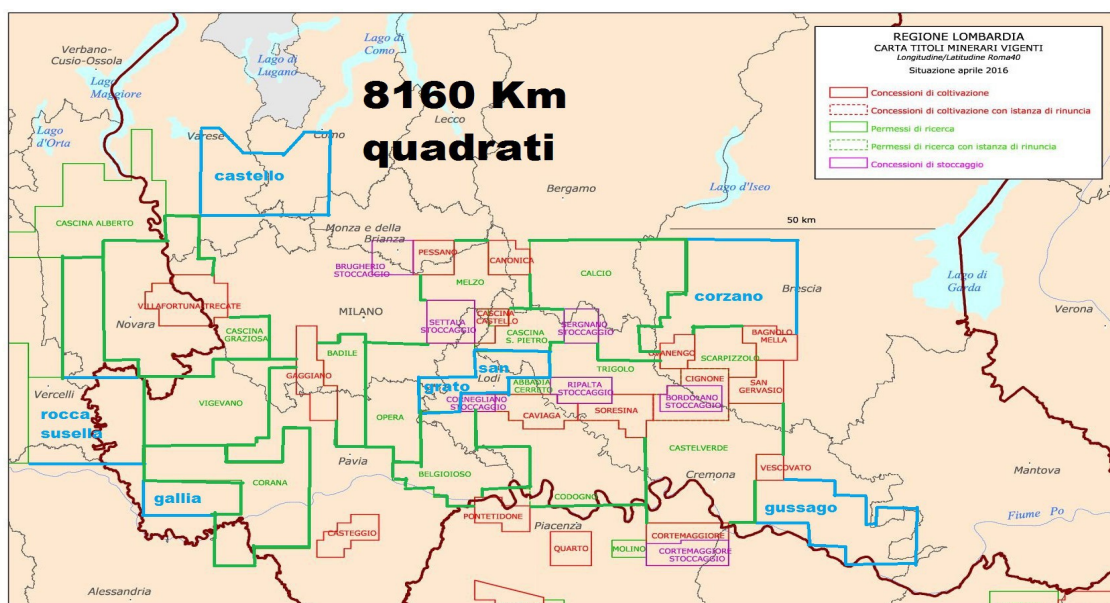 REGIONE LOMBARDIA
CARTA TITOLI MINERARI VIGENTI
Longitudine/Latitudine Roma40
Situazione aprile 2016
Concessioni di coltivazione
Concessioni di coltivazione con istanza di rinuncia
Permessi di ricerca
Permessi di ricerca con istanza di rinuncia
Concessioni di stoccaggio
8160 Km
quadrati
Verbano-
Cusio-Ossola
Lago
Maggiore
Lago
d'Orta
Lago di
Lugano
Lago di
Como
Varese
Como
Lecco
castello
Bergamo
Lago d'Iseo
50 km
Lago di
Garda
CASCINA ALBERTO
Monza e della
Brianza
BRUGHERIO
STOCCAGGIO
PESSANO
CANONICA
MELZO
CALCIO
corzano
Brescia
Verona
VILLAFORTUNA TRECATE
Novara
CASCINA
GRAZIOSA
MILANO
BADILE
SETTALA
STOCCAGGIO
CASCINA
CASTELLO
CASCINA
S. PIETRO
SERGNANO
STOCCAGGIO
BAGNOLO
MELLA
SCARPIZZOLO
TRIGOLO
GAGGIANO
san
Lodi
grato
ABBADIA
CERRETO
RIPALTA
STOCCAGGIO
CIGNONE
SAN
GERVASIO
BORDOLANO
STOCCAGGIO
Vercelli
rocca
susella
VIGEVANO
OPERA
CORNEGLIANO
STOCCAGGIO
CAVIAGA
SORESINA
CASTELVERDE
Pavia
BELGIOIOSO
CORANA
gallia
CODOGNO
Cremona
VESCOVATO
gussago
Mantova
Fiume Po
PONTETIDONE
Piacenza
CASTEGGIO
QUARTO
MOLINO
CORTEMAGGIORE
CORTEMAGGIORE
STOCCAGGIO
Alessandria